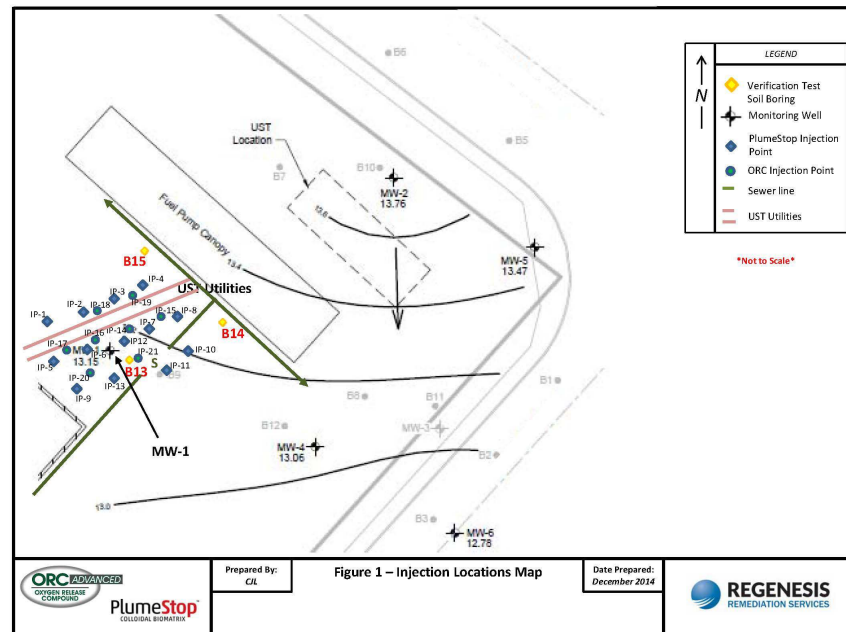 B6
B5
UST
Location
B7
B10
MW-2
13.76
13.6
Fuel Pump Canopy
13.4
MW-5
13.47
B15
IP-4
UST Utilities
IP-3
IP-19
IP-2
IP-18
IP-1
IP-15
IP-8
IP-14
IP-7
B14
IP-16
IP12
IP-17
MW-1
13.15
IP-6
IP-21
IP-10
IP-5
B13
S
IP-11
B9
IP-20
IP-13
IP-9
B1
B8
B11
B12
MW-3
MW-1
MW-4
13.06
B2
13.0
B3
MW-6
12.78
N
LEGEND
Verification Test
Soil Boring
Monitoring Well
PlumeStop Injection
Point
ORC Injection Point
Sewer line
UST Utilities
*Not to Scale*
ORC ADVANCED
OXYGEN RELEASE
COMPOUND
PlumeStop™
COLLOIDAL BIOMATRIX
Prepared By:
CJL
Figure 1 – Injection Locations Map
Date Prepared:
December 2014
REGENESIS
REMEDIATION SERVICES